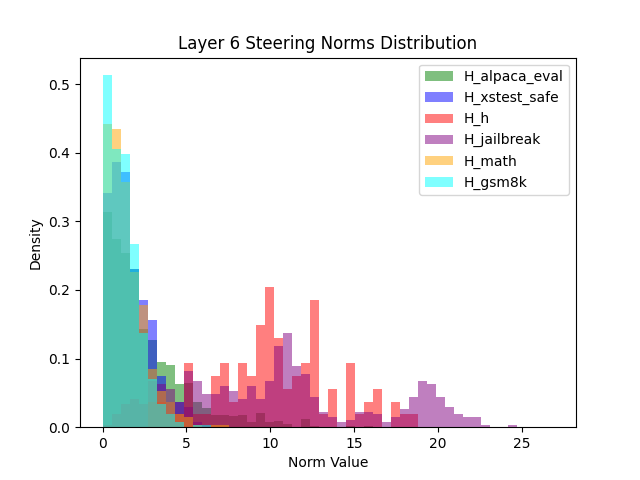 Layer 6 Steering Norms Distribution
H_alpaca_eval
H_xstest_safe
H_h
H_jailbreak
H_math
H_gsm8k
Density
0.5
0.4
0.3
0.2
0.1
0.0
0
5
10
15
20
25
Norm Value